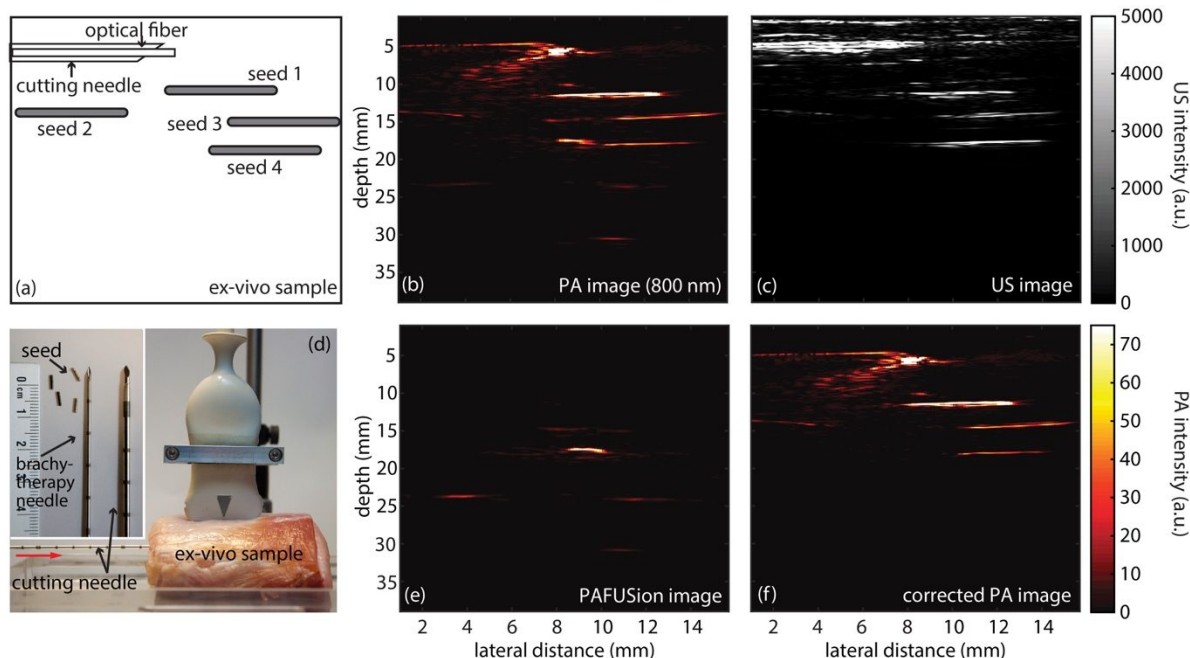 optical fiber
cutting needle
seed 1
seed 2
seed 3
seed 4
(a)
ex-vivo sample
5
10
15
20
25
30
35
depth (mm)
(b)
PA image (800 nm)
(c)
US image
5000
4000
3000
2000
1000
0
US intensity (a.u.)
(d)
seed
0
cm
1
2
3
4
brachy-
therapy
needle
cutting needle
ex-vivo sample
5
10
15
20
25
30
35
depth (mm)
(e)
PAFUSion image
2
4
6
8
10
12
14
lateral distance (mm)
(f)
corrected PA image
2
4
6
8
10
12
14
lateral distance (mm)
70
60
50
40
30
20
10
0
PA intensity (a.u.)